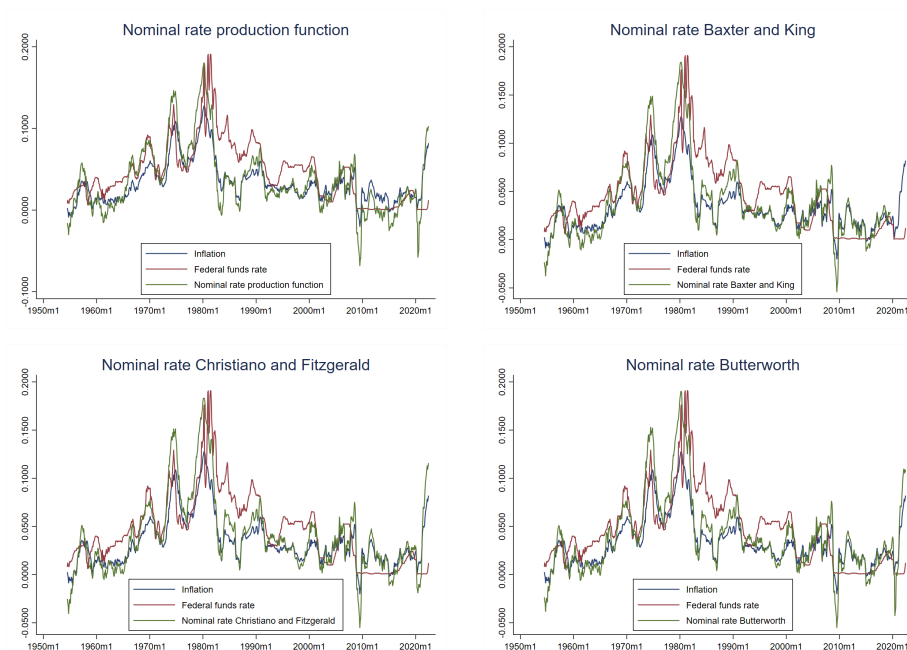 Nominal rate production function
0.2000
0.1000
0.0000
-0.1000
Inflation
Federal funds rate
Nominal rate production function
1950m1 1960m1 1970m1 1980m1 1990m1 2000m1 2010m1 2020m1
Nominal rate Baxter and King
0.2000
0.1500
0.1000
0.0500
0.0000
-0.0500
Inflation
Federal funds rate
Nominal rate Baxter and King
1950m1 1960m1 1970m1 1980m1 1990m1 2000m1 2010m1 2020m1
Nominal rate Christiano and Fitzgerald
0.2000
0.1500
0.1000
0.0500
0.0000
-0.0500
Inflation
Federal funds rate
Nominal rate Christiano and Fitzgerald
1950m1 1960m1 1970m1 1980m1 1990m1 2000m1 2010m1 2020m1
Nominal rate Butterworth
0.2000
0.1500
0.1000
0.0500
0.0000
-0.0500
Inflation
Federal funds rate
Nominal rate Butterworth
1950m1 1960m1 1970m1 1980m1 1990m1 2000m1 2010m1 2020m1